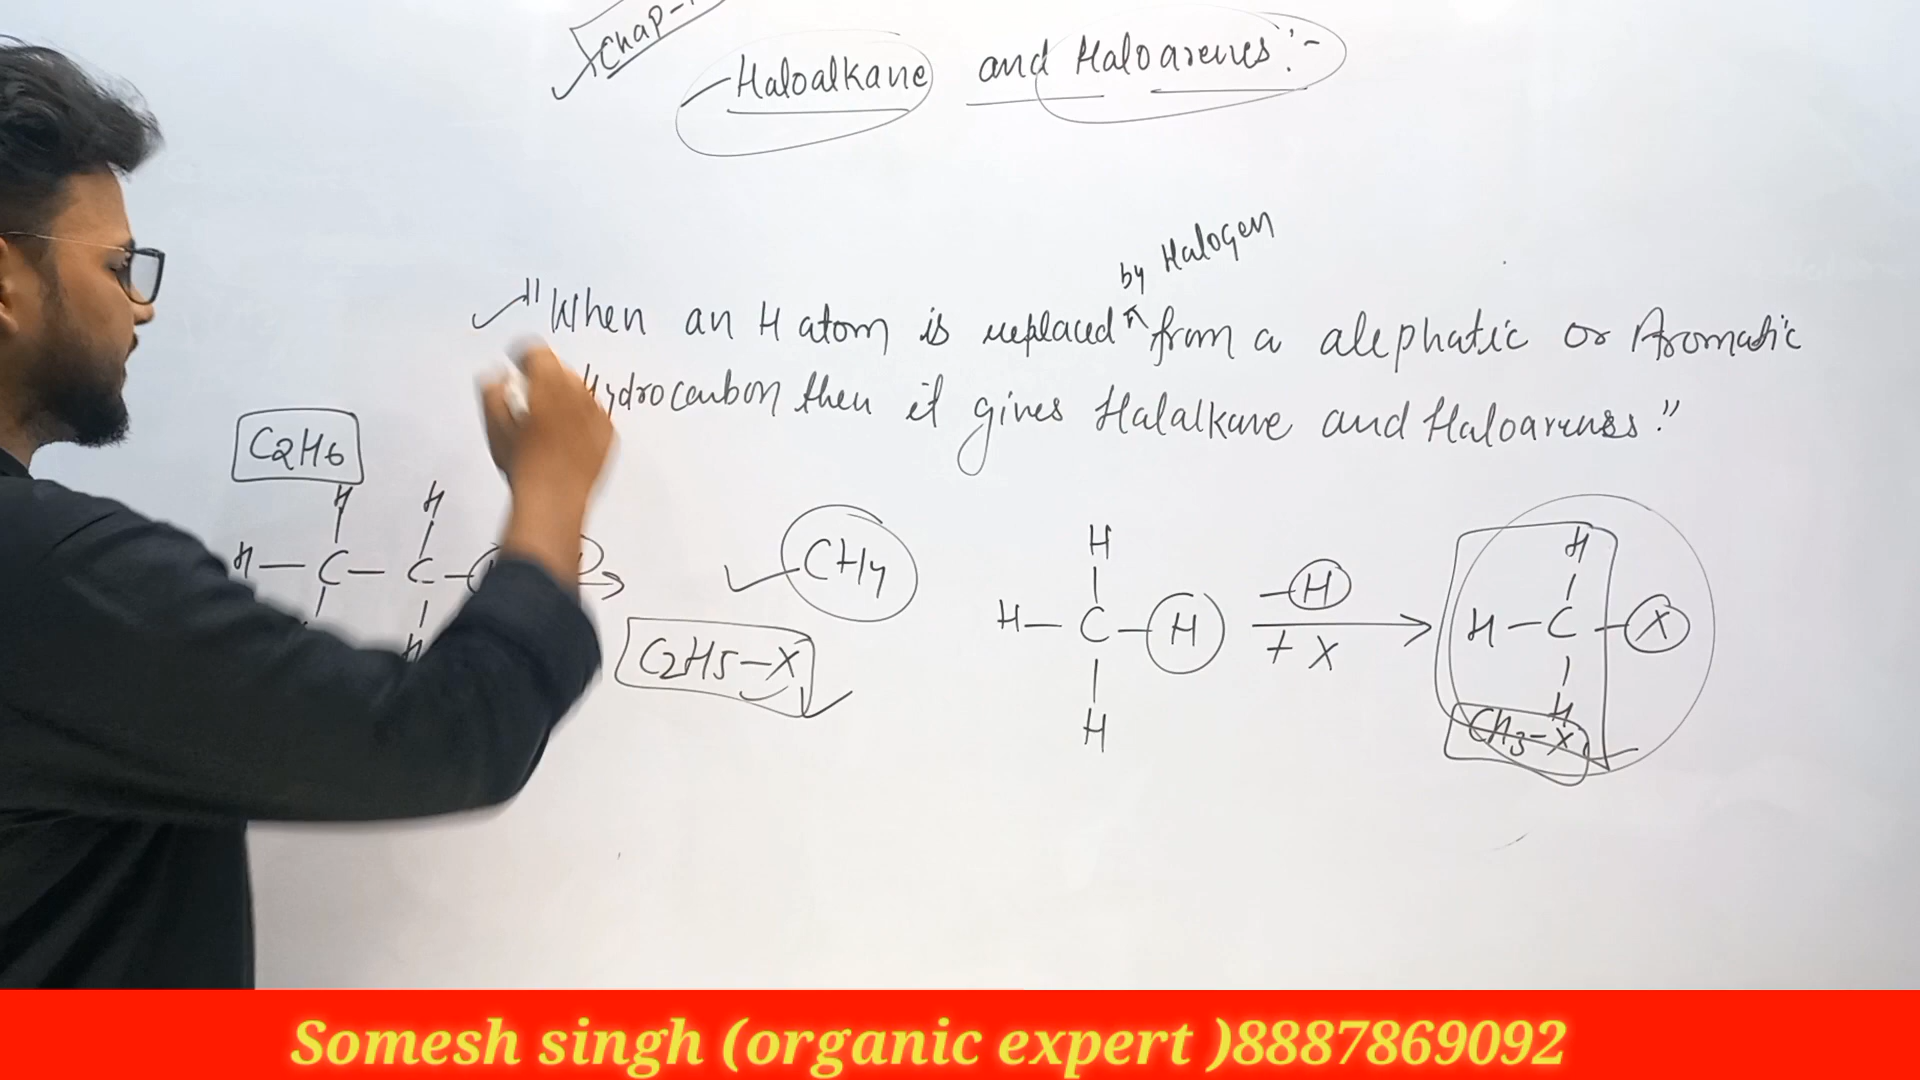 Chap-
Haloalkane and Haloarenes:-
by Halogen
"When an H atom is replaced from a alephatic or Aromatic
Hydrocarbon then it gives Halalkane and Haloarenes."
C2H6
H H
H—C—C—
H
CH4
C2H5—X
H
H—C—H
H
—H
+ X
H
H—C—X
H
CH3—X
Somesh singh (organic expert )8887869092